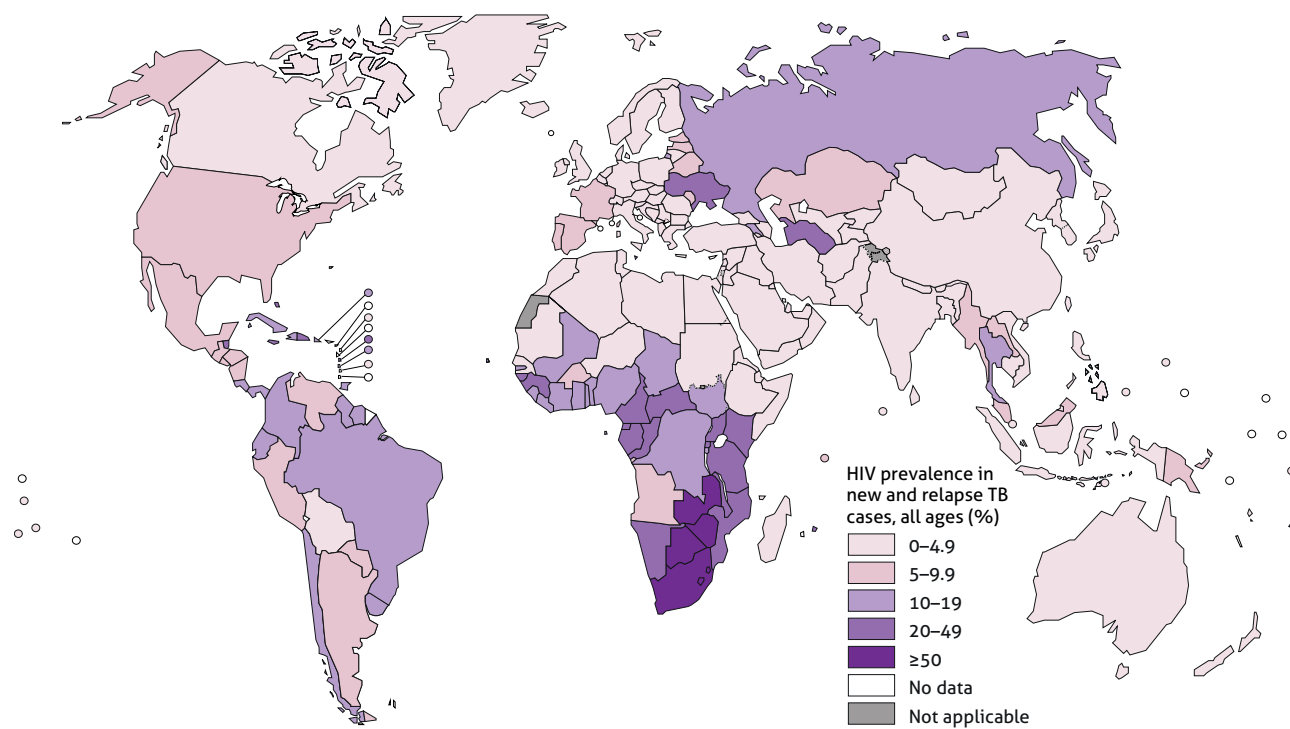 HIV prevalence in
new and relapse TB
cases, all ages (%)
0–4.9
5–9.9
10–19
20–49
≥50
No data
Not applicable